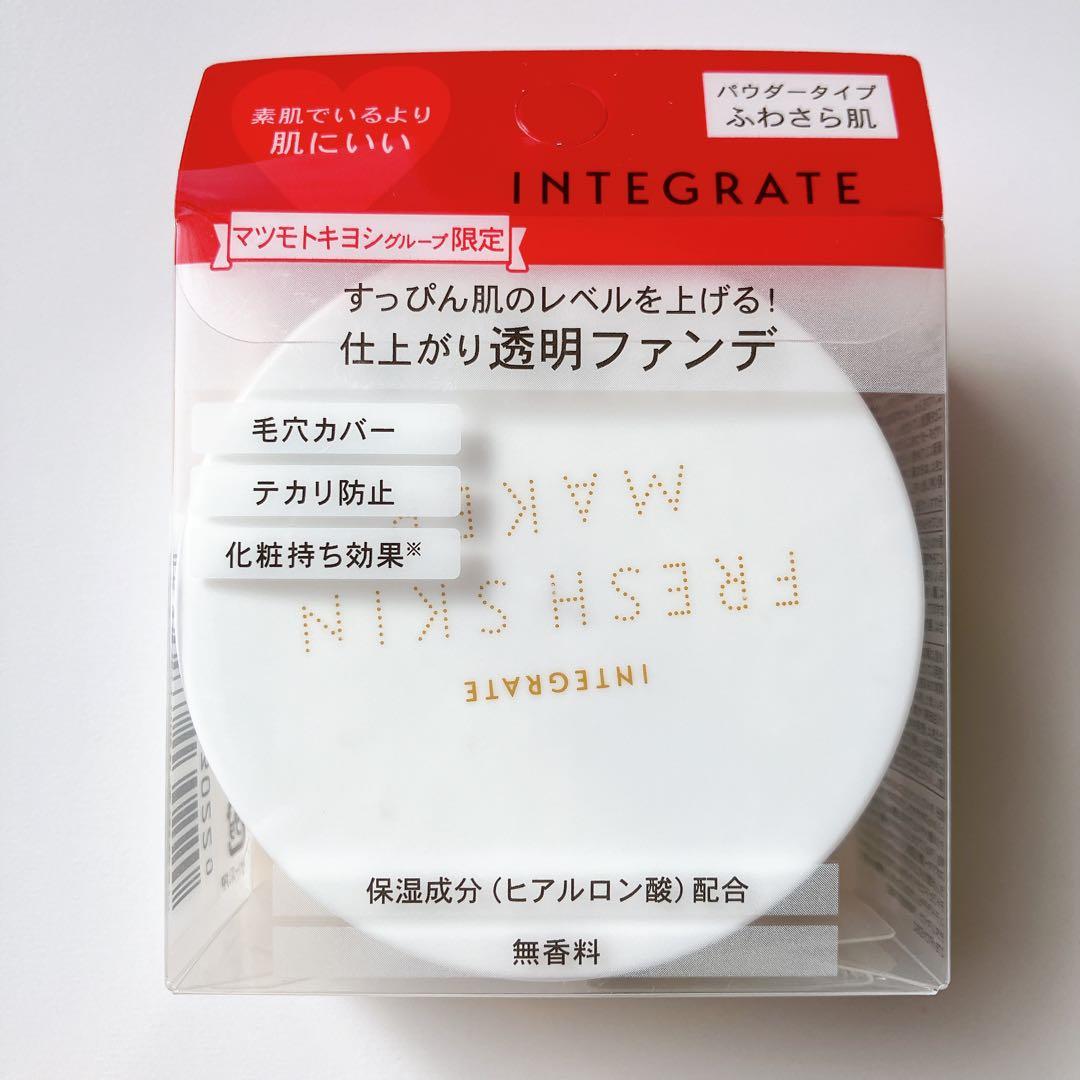 素肌でいるより
肌にいい
パウダータイプ
ふわさら肌
INTEGRATE
マツモトキヨシグループ限定
すっぴん肌のレベルを上げる!
仕上がり透明ファンデ
毛穴カバー
テカリ防止
化粧持ち効果※
INTEGRATE
FRESH SKIN
MAKE
保湿成分(ヒアルロン酸)配合
無香料